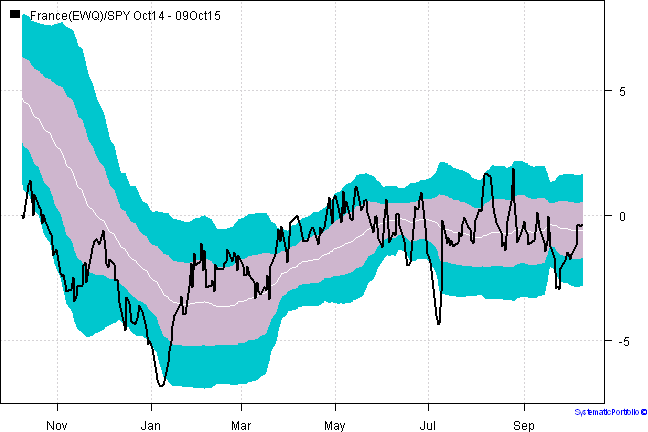 France(EWQ)/SPY Oct14 - 09Oct15
5
0
-5
Nov Jan Mar May Jul Sep
SystematicPortfolio ©